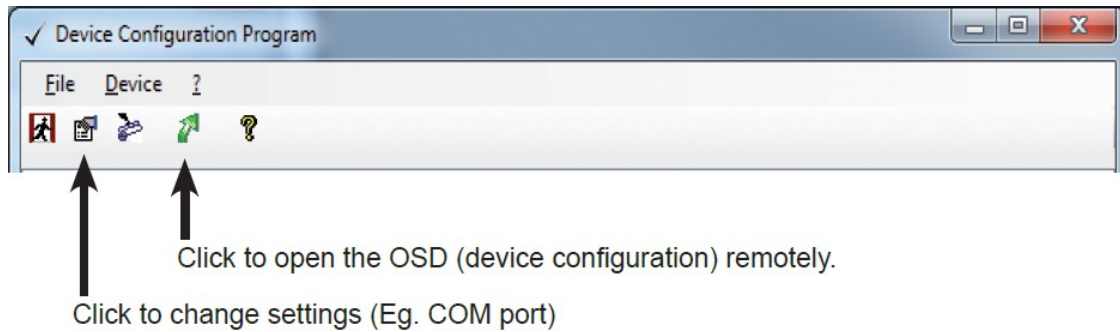 Device Configuration Program
File Device ?
Click to open the OSD (device configuration) remotely.
Click to change settings (Eg. COM port)